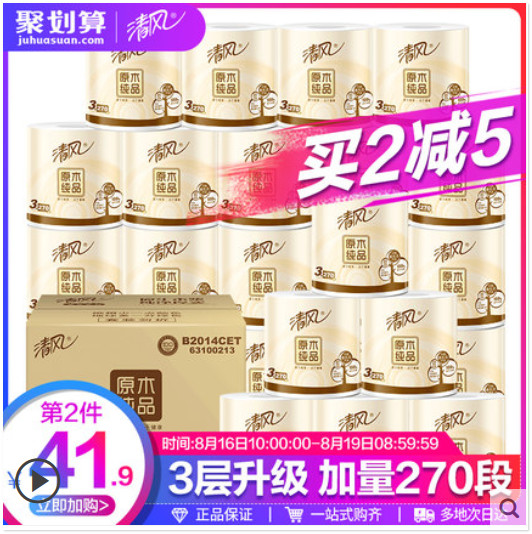 聚划算
juhuasuan.com
清风®
清风®
原木
纯品
3 270
买2减5
清风
B2014CET
63100213
原木
纯品
第2件
¥41.9
立即加购>
时间:8月16日10:00:00-8月19日08:59:59
3层升级 加量270段
正品保证
一站式购齐
多地次日达